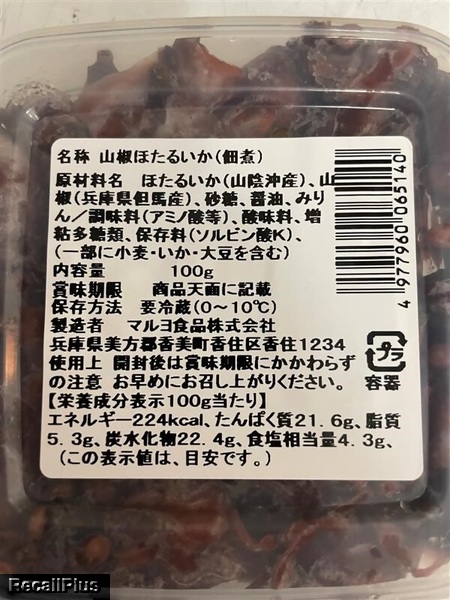 名称 山椒ほたるいか(佃煮)
原材料名 ほたるいか(山陰沖産)、山
椒(兵庫県但馬産)、砂糖、醤油、みり
ん/調味料(アミノ酸等)、酸味料、増
粘多糖類、保存料(ソルビン酸K)、
(一部に小麦・いか・大豆を含む)
内容量 100g
賞味期限 商品天面に記載
保存方法 要冷蔵(0~10℃)
製造者 マルヨ食品株式会社
兵庫県美方郡香美町香住区香住1234
使用上 開封後は賞味期限にかかわらず
の注意 お早めにお召し上がりください。
【栄養成分表示100g当たり】
エネルギー224kcal、たんぱく質21.6g、脂質
5.3g、炭水化物22.4g、食塩相当量4.3g、
(この表示値は、目安です。)
4 977960 065140
プラ
容器
RecallPlus